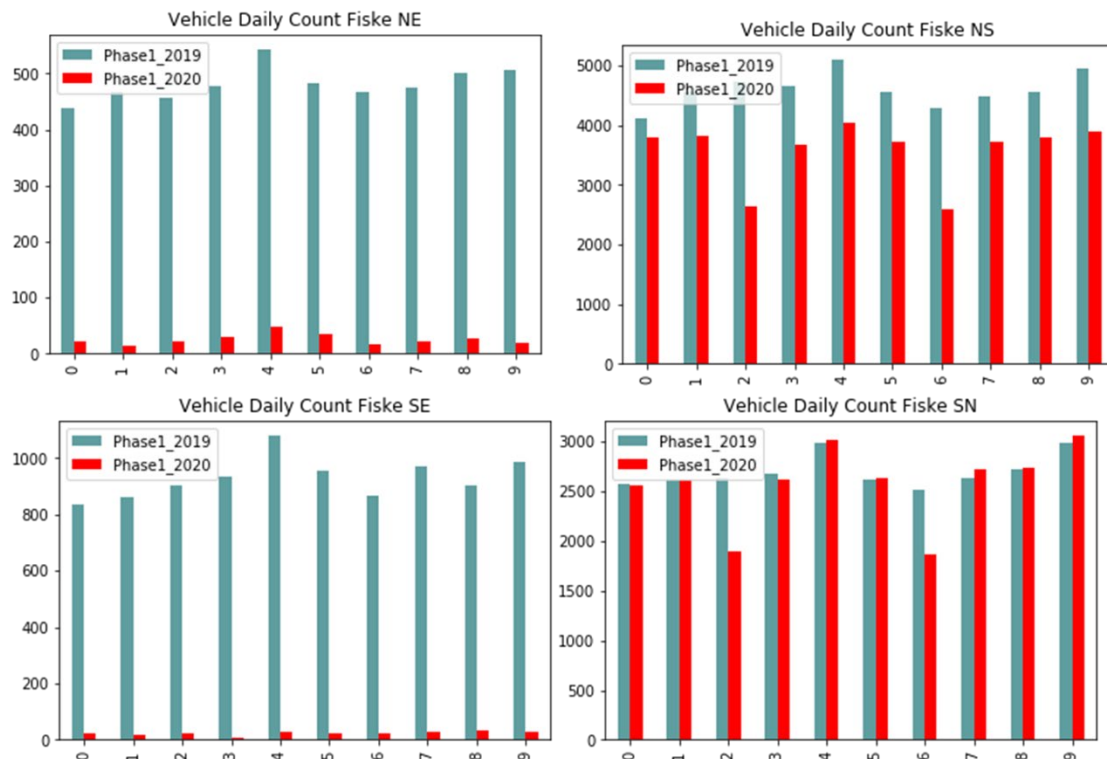 Vehicle Daily Count Fiske NE
Phase1_2019
Phase1_2020
500
400
300
200
100
0
0 1 2 3 4 5 6 7 8 9
Vehicle Daily Count Fiske NS
Phase1_2019
Phase1_2020
5000
4000
3000
2000
1000
0
0 1 2 3 4 5 6 7 8 9
Vehicle Daily Count Fiske SE
Phase1_2019
Phase1_2020
1000
800
600
400
200
0
0 1 2 3 4 5 6 7 8 9
Vehicle Daily Count Fiske SN
Phase1_2019
Phase1_2020
3000
2500
2000
1500
1000
500
0
0 1 2 3 4 5 6 7 8 9